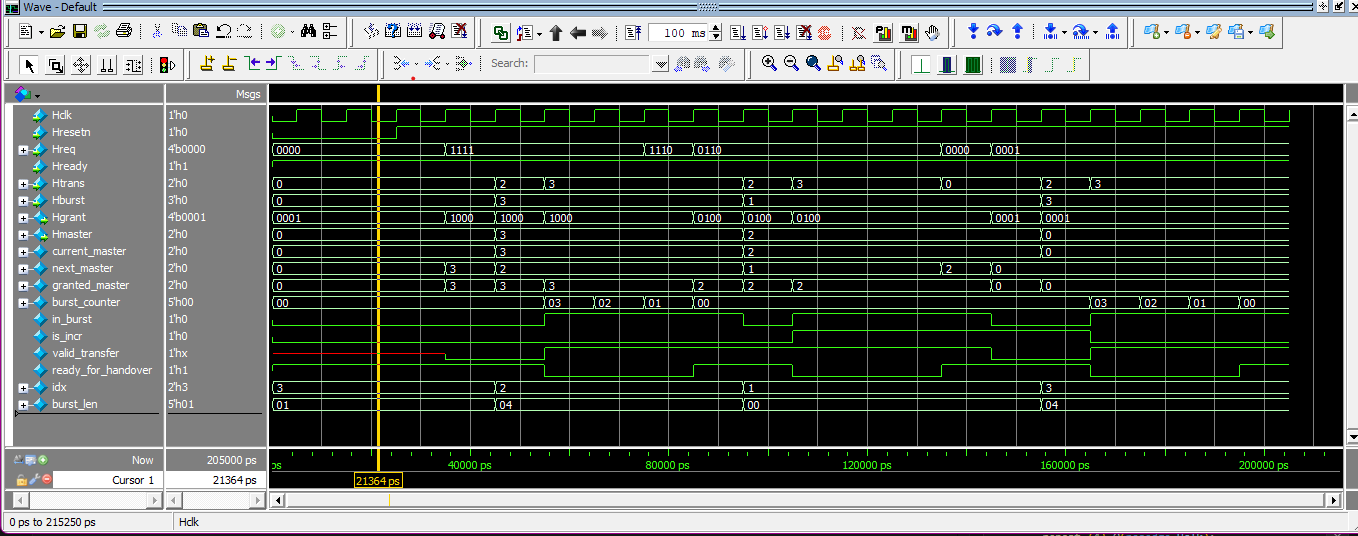 Wave - Default
100 ms
Search:
Msgs
Hclk 1'h0
Hresetn 1'h0
Hreq 4'b0000 0000 1111 1110 0110 0000 0001
Hready 1'h1
Htrans 2'h0 0 2 3 2 3 0 2 3
Hburst 3'h0 0 3 1 3
Hgrant 4'b0001 0001 1000 1000 1000 0100 0100 0100 0001 0001
Hmaster 2'h0 0 3 2 0
current_master 2'h0 0 3 2 0
next_master 2'h0 0 3 2 1 2 0
granted_master 2'h0 0 3 3 3 2 2 2 0 0
burst_counter 5'h00 00 03 02 01 00 03 02 01 00
in_burst 1'h0
is_incr 1'h0
valid_transfer 1'hx
ready_for_handover 1'h1
idx 2'h3 3 2 1 3
burst_len 5'h01 01 04 00 04
Now 205000 ps ps 40000 ps 80000 ps 120000 ps 160000 ps 200000 ps
Cursor 1 21364 ps 21364 ps
0 ps to 215250 ps Hclk